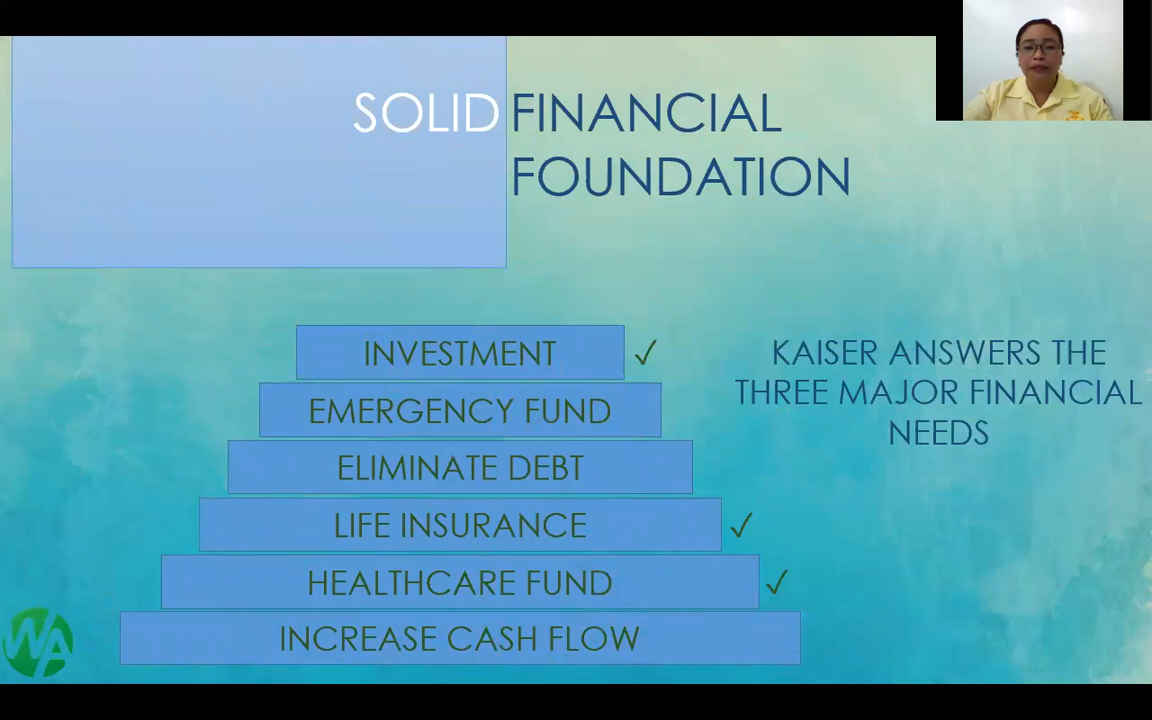 SOLID FINANCIAL
FOUNDATION
INVESTMENT ✓
EMERGENCY FUND
ELIMINATE DEBT
LIFE INSURANCE ✓
HEALTHCARE FUND ✓
INCREASE CASH FLOW
KAISER ANSWERS THE
THREE MAJOR FINANCIAL
NEEDS
WA